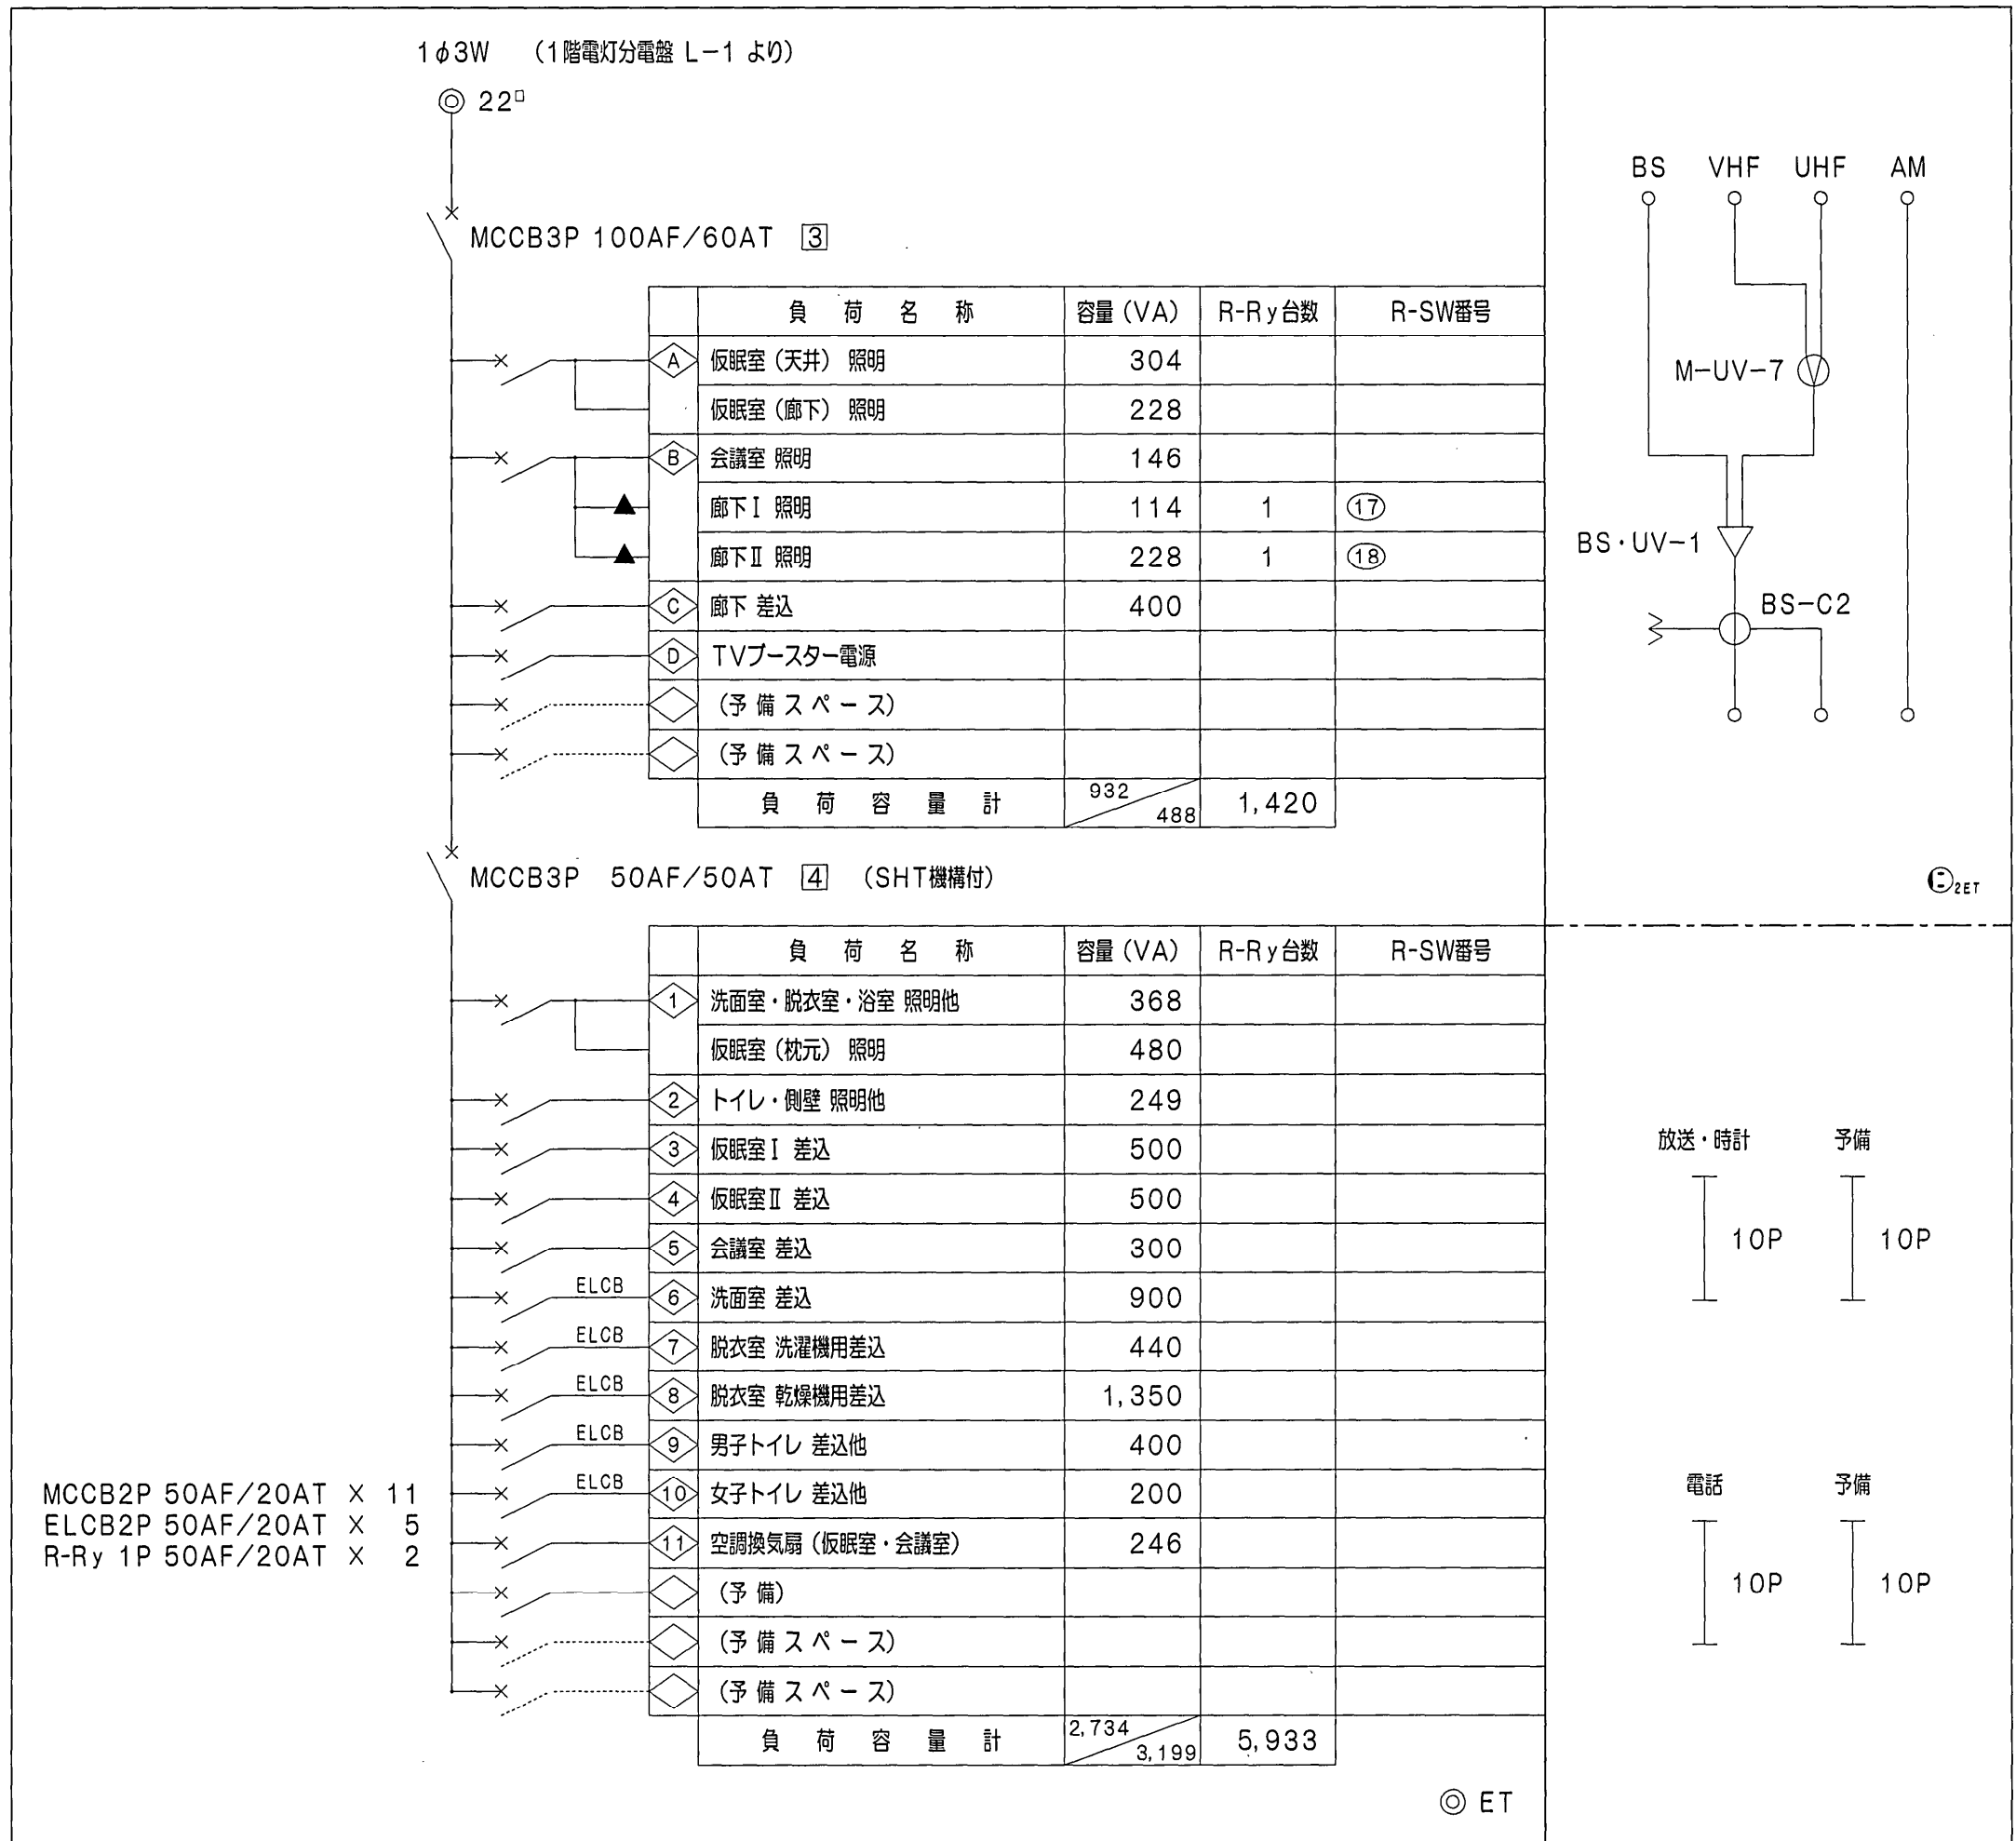 1φ3W (1階電灯分電盤 L-1 より)
22□
MCCB3P 100AF/60AT 3
負荷名称 容量(VA) R-Ry台数 R-SW番号
A 仮眠室(天井) 照明 304
仮眠室(廊下) 照明 228
B 会議室 照明 146
廊下Ⅰ 照明 114 1 17
廊下Ⅱ 照明 228 1 18
C 廊下 差込 400
D TVブースター電源
(予備スペース)
(予備スペース)
負荷容量計 932/488 1,420
MCCB3P 50AF/50AT 4 (SHT機構付)
負荷名称 容量(VA) R-Ry台数 R-SW番号
1 洗面室・脱衣室・浴室 照明他 368
仮眠室(枕元) 照明 480
2 トイレ・側壁 照明他 249
3 仮眠室Ⅰ 差込 500
4 仮眠室Ⅱ 差込 500
5 会議室 差込 300
ELCB 6 洗面室 差込 900
ELCB 7 脱衣室 洗濯機用差込 440
ELCB 8 脱衣室 乾燥機用差込 1,350
ELCB 9 男子トイレ 差込他 400
ELCB 10 女子トイレ 差込他 200
11 空調換気扇(仮眠室・会議室) 246
(予備)
(予備スペース)
(予備スペース)
負荷容量計 2,734/3,199 5,933
MCCB2P 50AF/20AT × 11
ELCB2P 50AF/20AT × 5
R-Ry 1P 50AF/20AT × 2
ET
BS VHF UHF AM
M-UV-7
BS・UV-1
BS-C2
2ET
放送・時計 予備
10P 10P
電話 予備
10P 10P